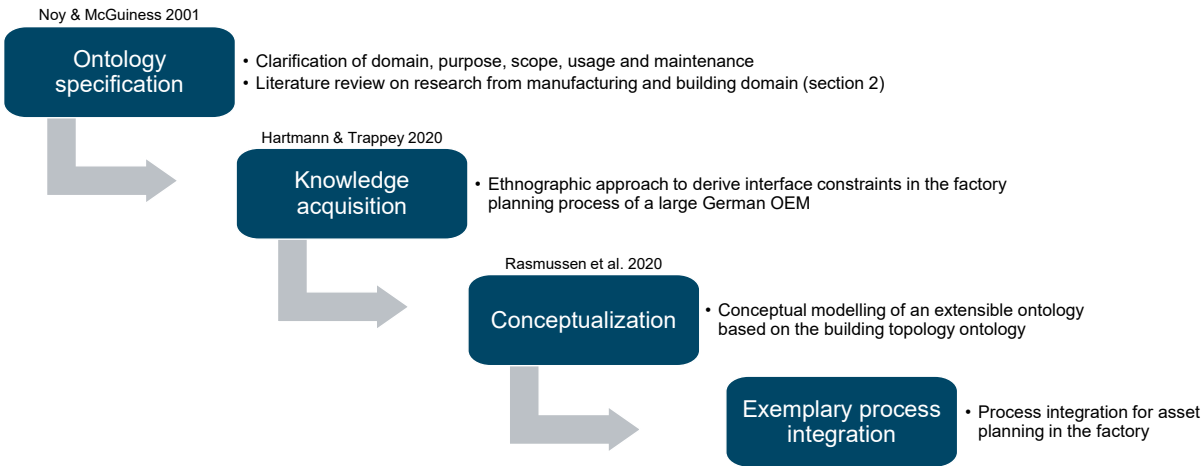 Noy & McGuiness 2001
Ontology
specification
• Clarification of domain, purpose, scope, usage and maintenance
• Literature review on research from manufacturing and building domain (section 2)
Hartmann & Trappey 2020
Knowledge
acquisition
• Ethnographic approach to derive interface constraints in the factory
planning process of a large German OEM
Rasmussen et al. 2020
Conceptualization
• Conceptual modelling of an extensible ontology
based on the building topology ontology
Exemplary process
integration
• Process integration for asset
planning in the factory